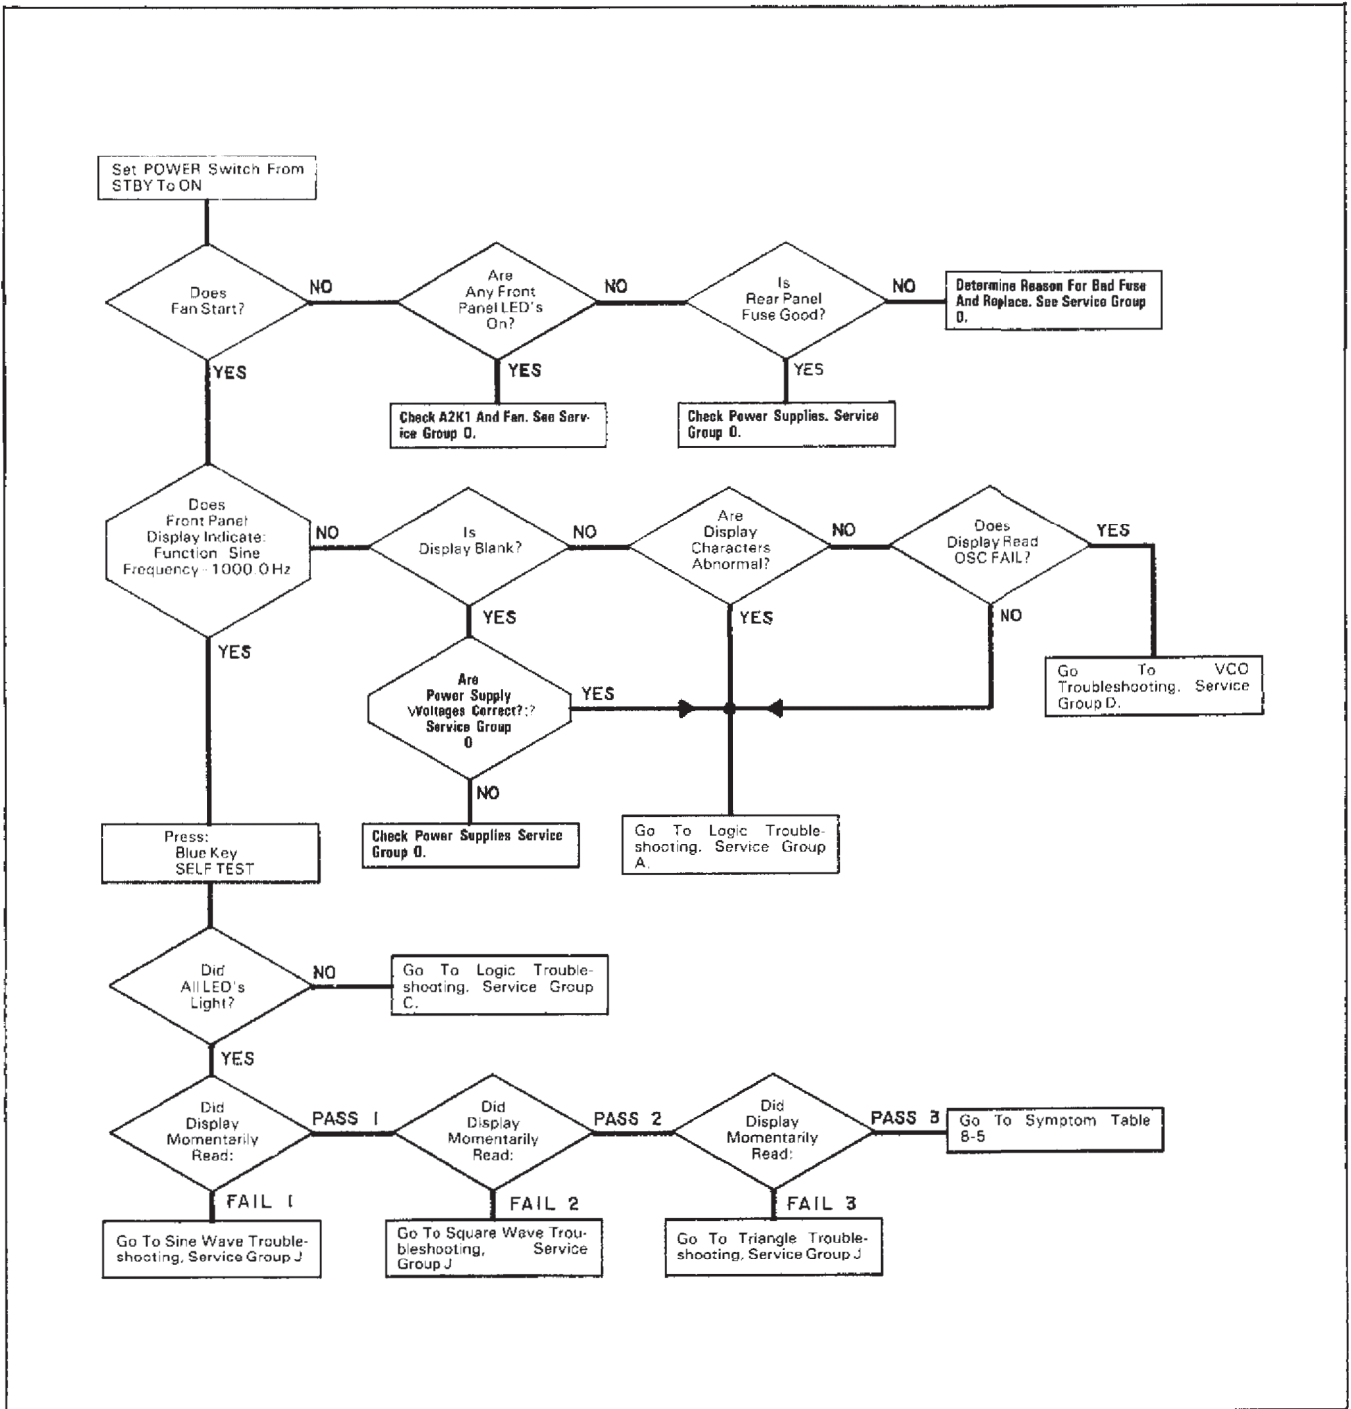 Set POWER Switch From
STBY To ON
Does
Fan Start?
NO
Are
Any Front
Panel LED's
On?
NO
Is
Rear Panel
Fuse Good?
NO
Determine Reason For Bad Fuse
And Replace. See Service Group
O.
YES
YES
YES
Check A2K1 And Fan. See Serv-
ice Group O.
Check Power Supplies. Service
Group O.
Does
Front Panel
Display Indicate:
Function Sine
Frequency - 1000.0 Hz
NO
Is
Display Blank?
NO
Are
Display
Characters
Abnormal?
NO
Does
Display Read
OSC FAIL?
YES
YES
YES
YES
NO
Are
Power Supply
Voltages Correct?:?
Service Group
O
YES
Go To VCO
Troubleshooting. Service
Group D.
NO
Check Power Supplies Service
Group O.
Go To Logic Trouble-
shooting. Service Group
A.
Press:
Blue Key
SELF TEST
Did
All LED's
Light?
NO
Go To Logic Trouble-
shooting. Service Group
C.
YES
Did
Display
Momentarily
Read:
PASS 1
Did
Display
Momentarily
Read:
PASS 2
Did
Display
Momentarily
Read:
PASS 3
Go To Symptom Table
8-5
FAIL 1
FAIL 2
FAIL 3
Go To Sine Wave Trouble-
shooting, Service Group J
Go To Square Wave Trou-
bleshooting, Service
Group J
Go To Triangle Trouble-
shooting, Service Group J